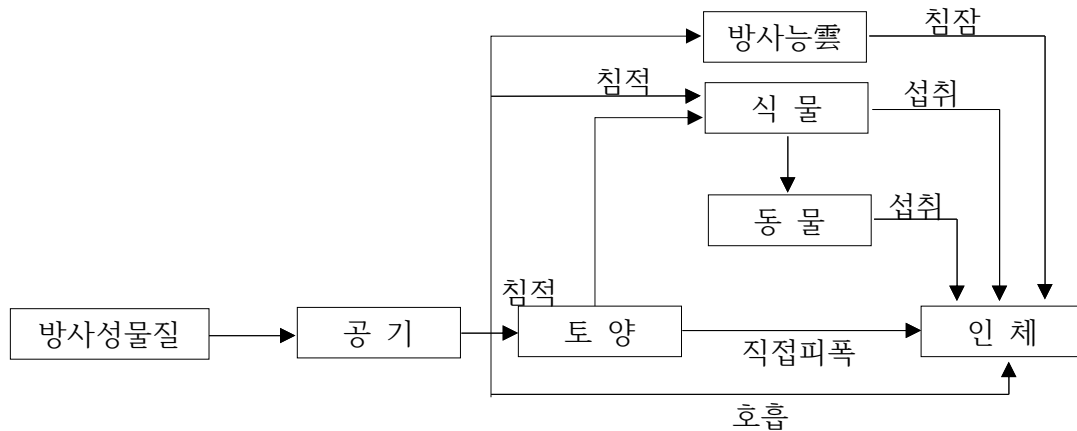 방사능雲
침잠
침적
식 물
섭취
동 물
섭취
침적
방사성물질
공 기
토 양
인 체
직접피폭
호흡